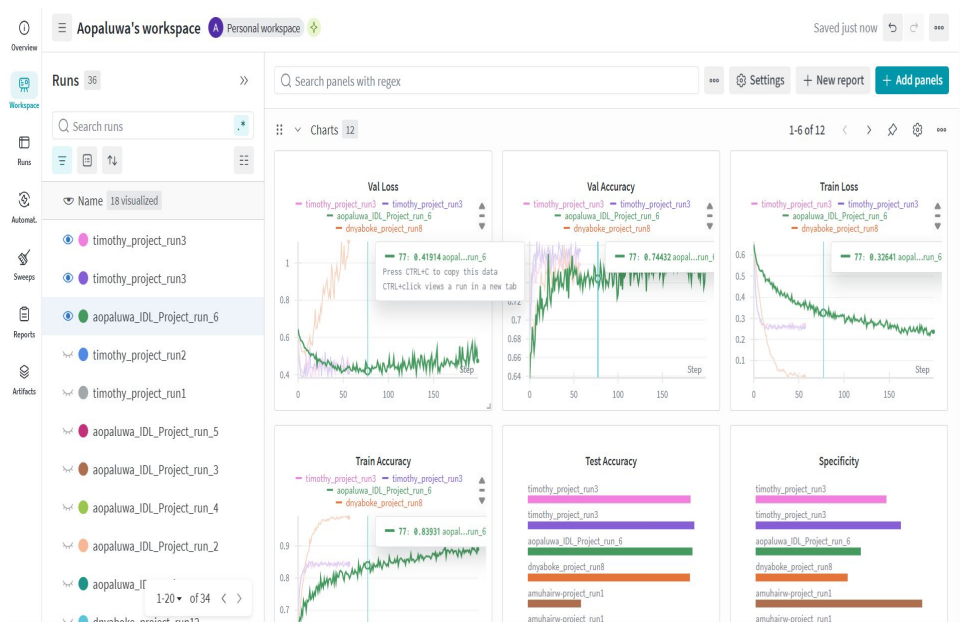 Overview
Workspace
Runs
Automat.
Sweeps
Reports
Artifacts
Aopaluwa's workspace
A
Personal workspace
Saved just now
Runs 36
Search runs
.*
Name 18 visualized
timothy_project_run3
timothy_project_run3
aopaluwa_IDL_Project_run_6
timothy_project_run2
timothy_project_run1
aopaluwa_IDL_Project_run_5
aopaluwa_IDL_Project_run_3
aopaluwa_IDL_Project_run_4
aopaluwa_IDL_Project_run_2
1-20 of 34
Search panels with regex
Settings
+ New report
+ Add panels
Charts 12
1-6 of 12
Val Loss
timothy_project_run3 timothy_project_run3
aopaluwa_IDL_Project_run_6
dnyaboke_project_run8
77: 0.41914 aopal...run_6
Press CTRL+C to copy this data
CTRL+click views a run in a new tab
1
0.8
0.6
0.4
Step
0 50 100 150
Val Accuracy
timothy_project_run3 timothy_project_run3
aopaluwa_IDL_Project_run_6
dnyaboke_project_run8
77: 0.74432 aopal...run_6
0.72
0.7
0.68
0.66
0.64
Step
0 50 100 150
Train Loss
timothy_project_run3 timothy_project_run3
aopaluwa_IDL_Project_run_6
dnyaboke_project_run8
77: 0.32641 aopal...run_6
0.6
0.5
0.4
0.3
0.2
0.1
Step
0 50 100 150
Train Accuracy
timothy_project_run3 timothy_project_run3
aopaluwa_IDL_Project_run_6
dnyaboke_project_run8
77: 0.83931 aopal...run_6
0.9
0.8
0.7
Test Accuracy
timothy_project_run3
timothy_project_run3
aopaluwa_IDL_Project_run_6
dnyaboke_project_run8
amuhairw-project_run1
amuhairw-project_run1
Specificity
timothy_project_run3
timothy_project_run3
aopaluwa_IDL_Project_run_6
dnyaboke_project_run8
amuhairw-project_run1
amuhairw-project_run1